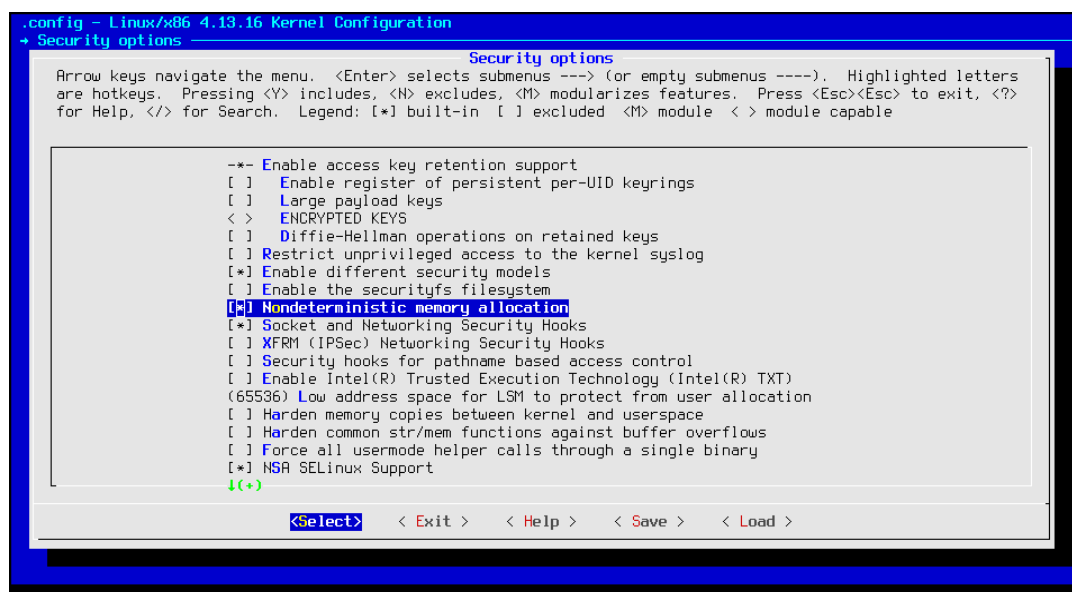 .config - Linux/x86 4.13.16 Kernel Configuration
→ Security options
Security options
Arrow keys navigate the menu.  <Enter> selects submenus ---> (or empty submenus ----).  Highlighted letters
are hotkeys.  Pressing <Y> includes, <N> excludes, <M> modularizes features.  Press <Esc><Esc> to exit, <?>
for Help, </> for Search.  Legend: [*] built-in  [ ] excluded  <M> module  < > module capable
-*- Enable access key retention support
[ ]   Enable register of persistent per-UID keyrings
[ ]   Large payload keys
< >   ENCRYPTED KEYS
[ ]   Diffie-Hellman operations on retained keys
[ ] Restrict unprivileged access to the kernel syslog
[*] Enable different security models
[ ] Enable the securityfs filesystem
[*] Nondeterministic memory allocation
[*] Socket and Networking Security Hooks
[ ] XFRM (IPSec) Networking Security Hooks
[ ] Security hooks for pathname based access control
[ ] Enable Intel(R) Trusted Execution Technology (Intel(R) TXT)
(65536) Low address space for LSM to protect from user allocation
[ ] Harden memory copies between kernel and userspace
[ ] Harden common str/mem functions against buffer overflows
[ ] Force all usermode helper calls through a single binary
[*] NSA SELinux Support
↓(+)
<Select>    < Exit >    < Help >    < Save >    < Load >